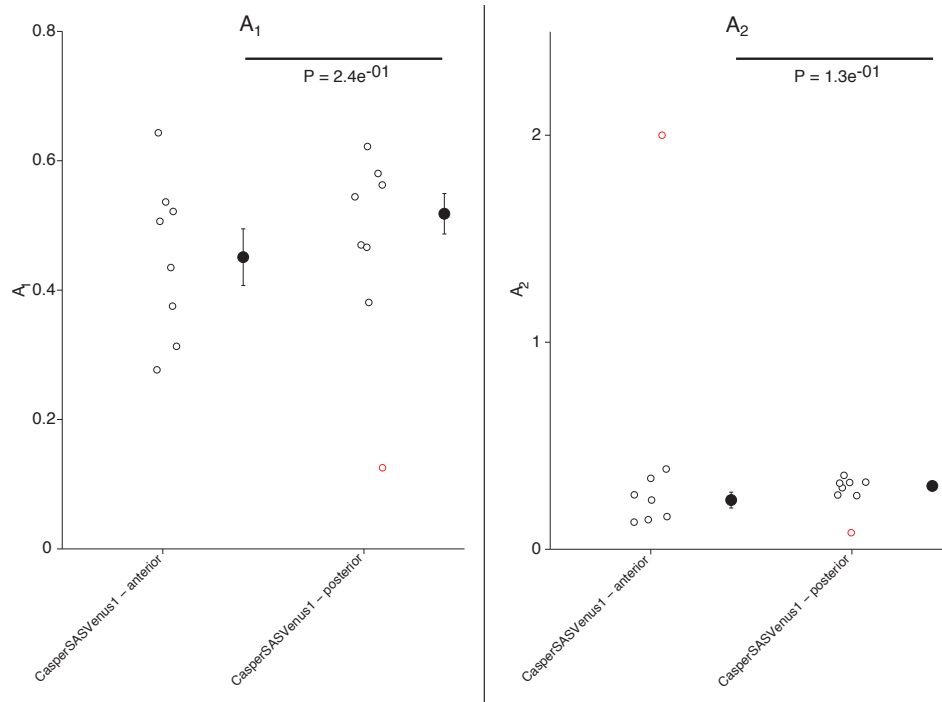 A₁
0.8
P = 2.4e⁻⁰¹
0.6
0.4
A₁
0.2
0
CasperSASVenus1 – anterior
CasperSASVenus1 – posterior
A₂
P = 1.3e⁻⁰¹
2
A₂
1
0
CasperSASVenus1 – anterior
CasperSASVenus1 – posterior